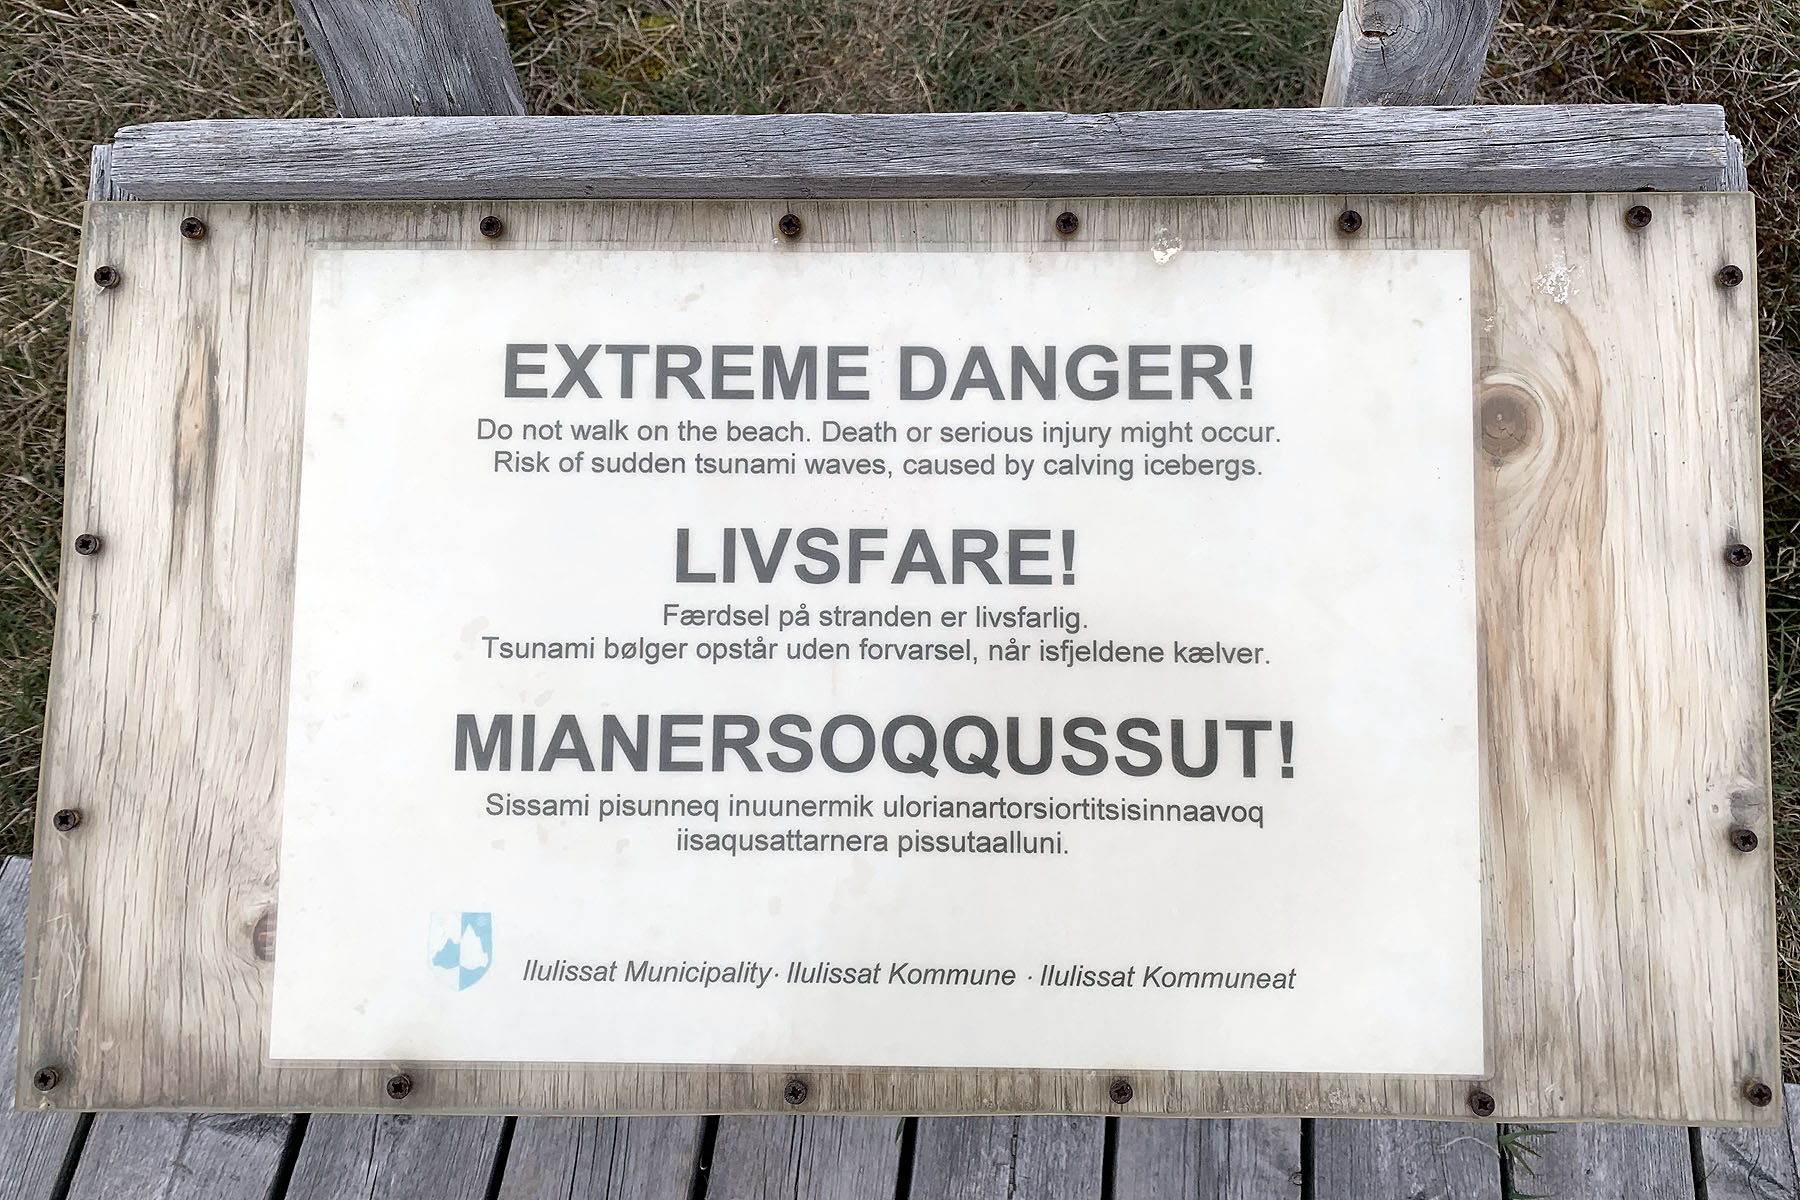 EXTREME DANGER!
Do not walk on the beach. Death or serious injury might occur.
Risk of sudden tsunami waves, caused by calving icebergs.
LIVSFARE!
Færdsel på stranden er livsfarlig.
Tsunami bølger opstår uden forvarsel, når isfjeldene kælver.
MIANERSOQQUSSUT!
Sissami pisunneq inuunermik ulorianartorsiortitsisinnaavoq
iisaqusattarnera pissutaalluni.
Ilulissat Municipality· Ilulissat Kommune · Ilulissat Kommuneat